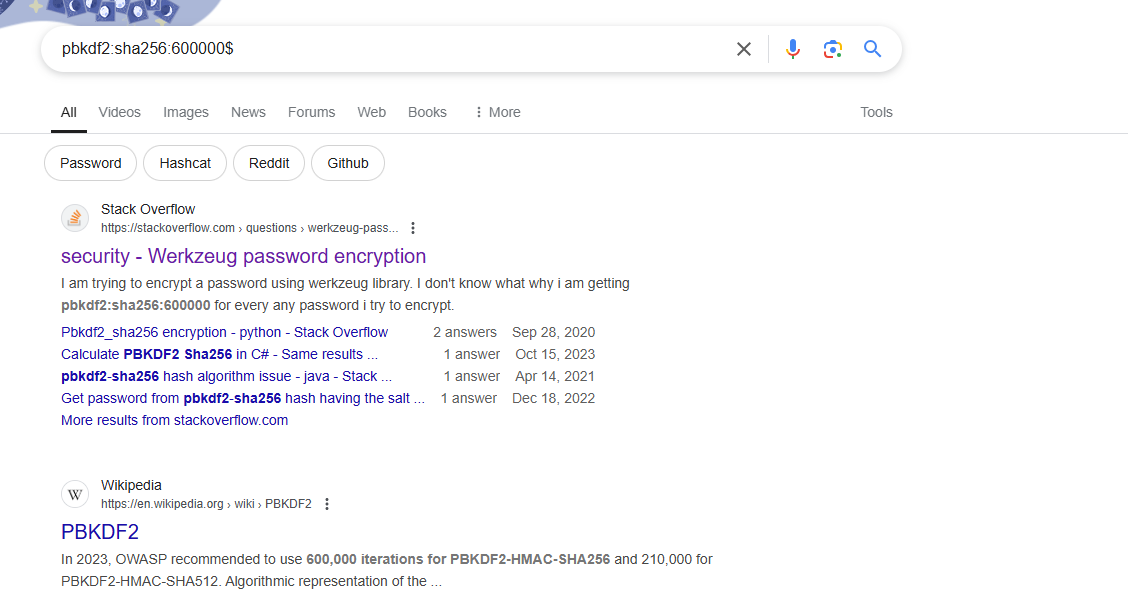 pbkdf2:sha256:600000$
All Videos Images News Forums Web Books More Tools
Password Hashcat Reddit Github
Stack Overflow
https://stackoverflow.com › questions › werkzeug-pass...
security - Werkzeug password encryption
I am trying to encrypt a password using werkzeug library. I don't know what why i am getting
pbkdf2:sha256:600000 for every any password i try to encrypt.
Pbkdf2_sha256 encryption - python - Stack Overflow 2 answers Sep 28, 2020
Calculate PBKDF2 Sha256 in C# - Same results ... 1 answer Oct 15, 2023
pbkdf2-sha256 hash algorithm issue - java - Stack ... 1 answer Apr 14, 2021
Get password from pbkdf2-sha256 hash having the salt ... 1 answer Dec 18, 2022
More results from stackoverflow.com
W
Wikipedia
https://en.wikipedia.org › wiki › PBKDF2
PBKDF2
In 2023, OWASP recommended to use 600,000 iterations for PBKDF2-HMAC-SHA256 and 210,000 for
PBKDF2-HMAC-SHA512. Algorithmic representation of the ...